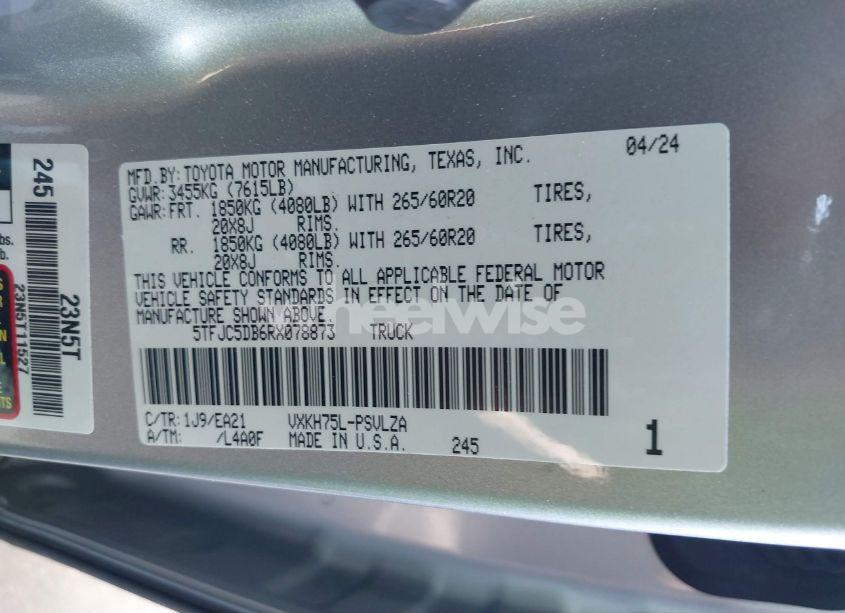 MFD.BY: TOYOTA MOTOR MANUFACTURING, TEXAS, INC. 04/24
GVWR: 3455KG (7615LB)
GAWR: FRT. 1850KG (4080LB) WITH 265/60R20 TIRES,
20X8J RIMS.
RR. 1850KG (4080LB) WITH 265/60R20 TIRES,
20X8J RIMS.
THIS VEHICLE CONFORMS TO ALL APPLICABLE FEDERAL MOTOR
VEHICLE SAFETY STANDARDS IN EFFECT ON THE DATE OF
MANUFACTURE SHOWN ABOVE.
5TFJC5DB6RX078873 TRUCK
C/TR: 1J9/EA21 VXKH75L-PSVLZA
A/TM: /L4A0F MADE IN U.S.A. 245 1
245
23N5T
23N5T11527